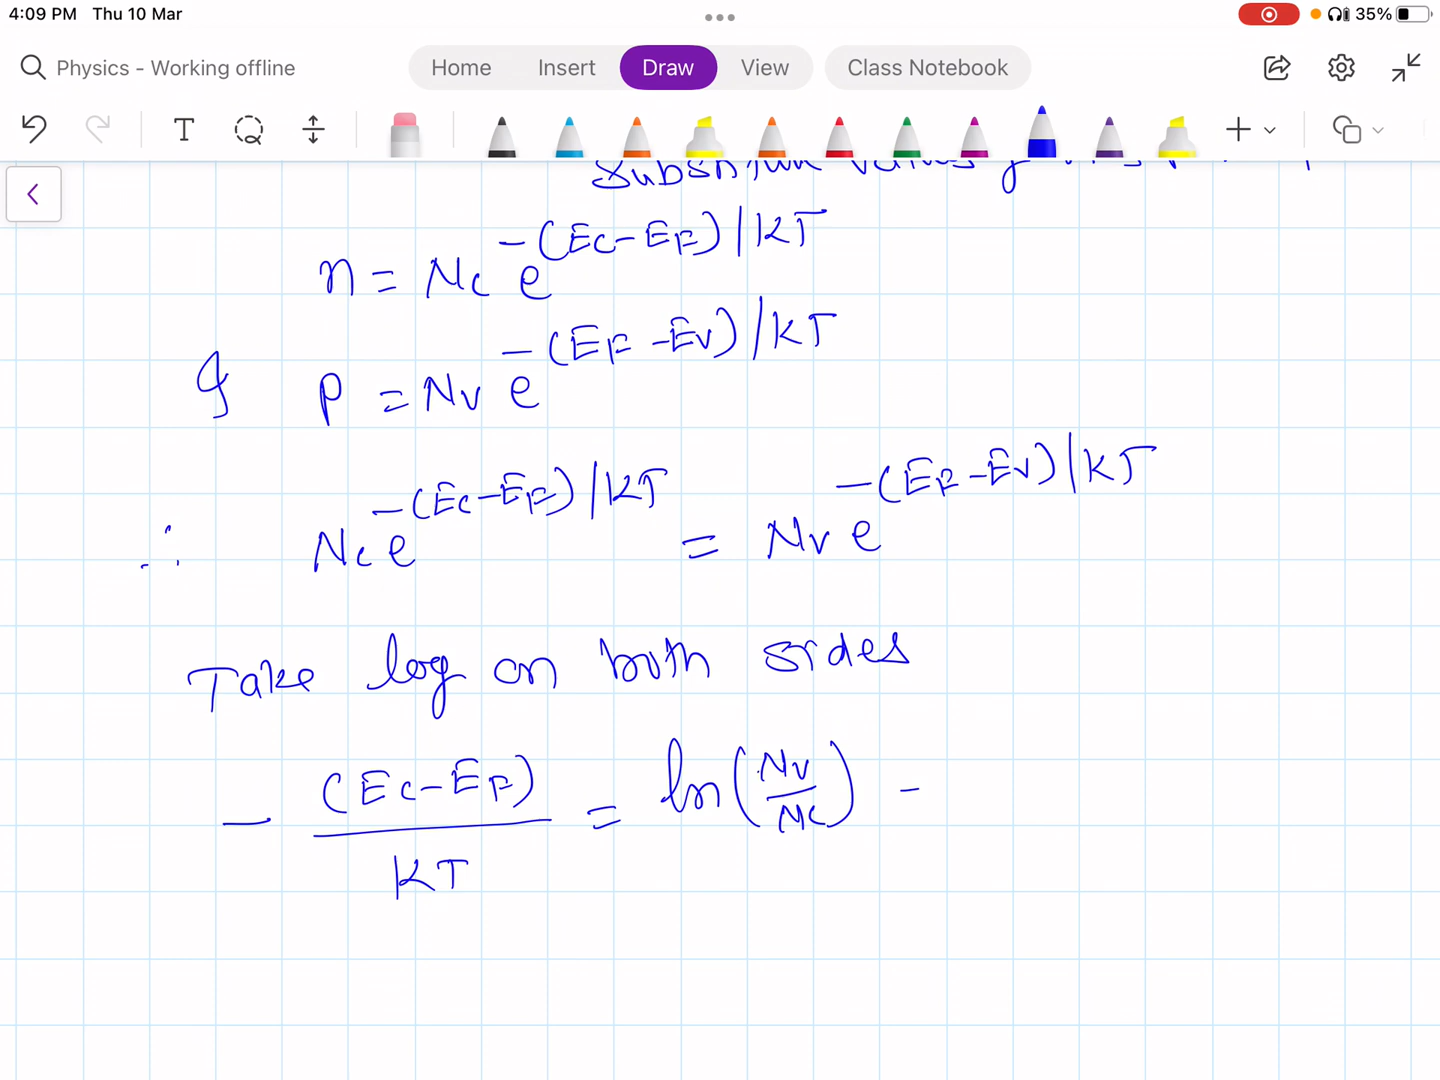 4:09 PM Thu 10 Mar 35%
Physics - Working offline Home Insert Draw View Class Notebook
T
Substitute values
n = Nc e^-(Ec-EF)/KT
& P = Nv e^-(EF-EV)/KT
∴ Nc e^-(Ec-EF)/KT = Nv e^-(EF-EV)/KT
Take log on both sides
- (Ec-EF)/KT = ln(Nv/Nc) -